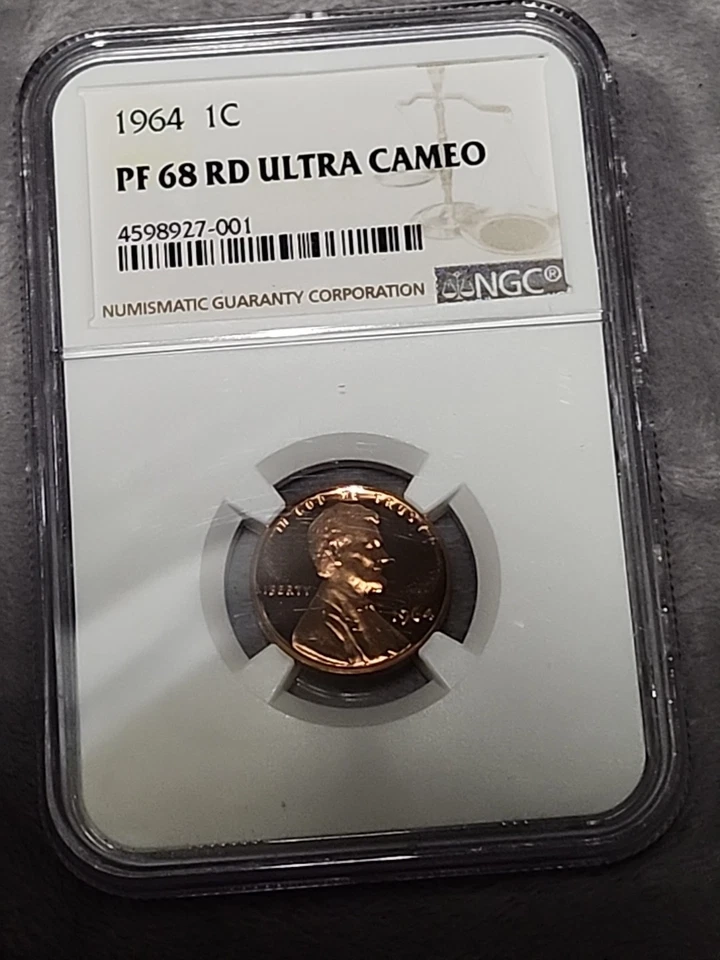 1964 1C
PF 68 RD ULTRA CAMEO
4598927-001
NUMISMATIC GUARANTY CORPORATION
NGC®
IN GOD WE TRUST
LIBERTY
1964